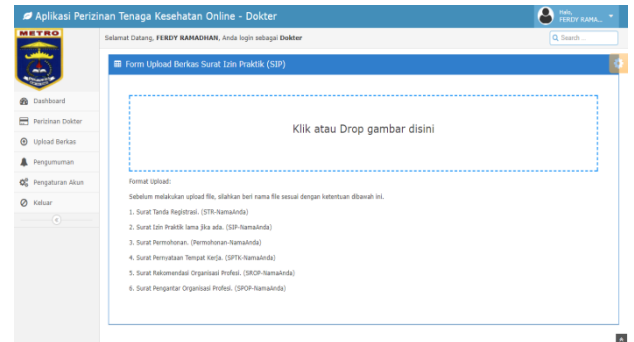 Aplikasi Perizinan Tenaga Kesehatan Online - Dokter
Halo,
FERDY RAMA...
METRO
Selamat Datang, FERDY RAMADHAN, Anda login sebagai Dokter
Search ...
Form Upload Berkas Surat Izin Praktik (SIP)
Dashboard
Perizinan Dokter
Upload Berkas
Pengumuman
Pengaturan Akun
Keluar
Klik atau Drop gambar disini
Format Upload:
Sebelum melakukan upload file, silahkan beri nama file sesuai dengan ketentuan dibawah ini.
1. Surat Tanda Registrasi. (STR-NamaAnda)
2. Surat Izin Praktik lama jika ada. (SIP-NamaAnda)
3. Surat Permohonan. (Permohonan-NamaAnda)
4. Surat Pernyataan Tempat Kerja. (SPTK-NamaAnda)
5. Surat Rekomendasi Organisasi Profesi. (SROP-NamaAnda)
6. Surat Pengantar Organisasi Profesi. (SPOP-NamaAnda)